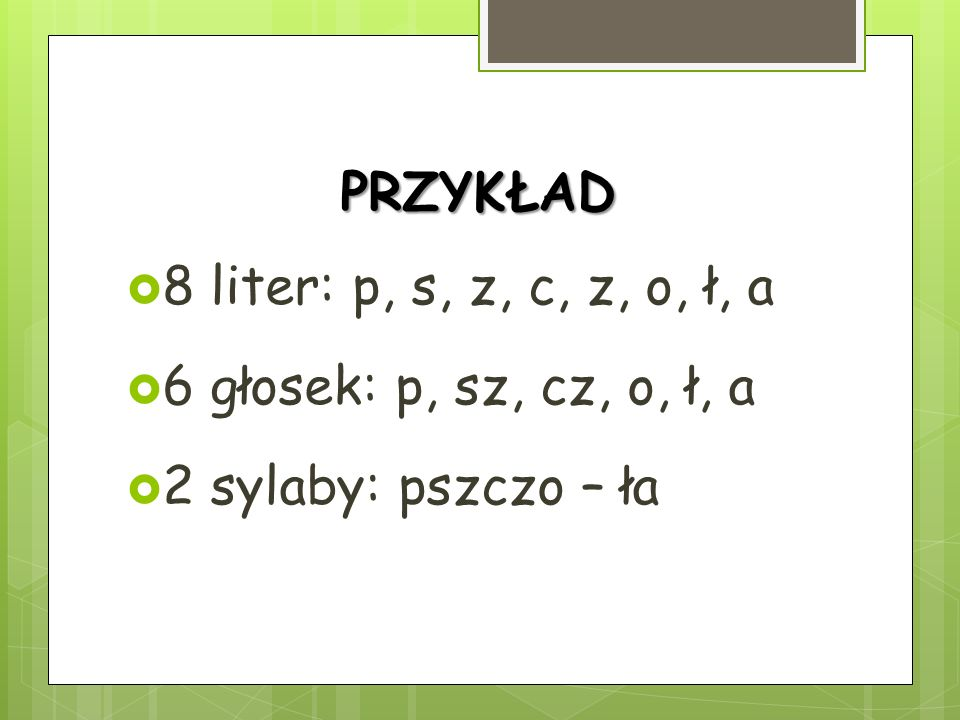 PRZYKŁAD
8 liter: p, s, z, c, z, o, ł, a
6 głosek: p, sz, cz, o, ł, a
2 sylaby: pszczo – ła